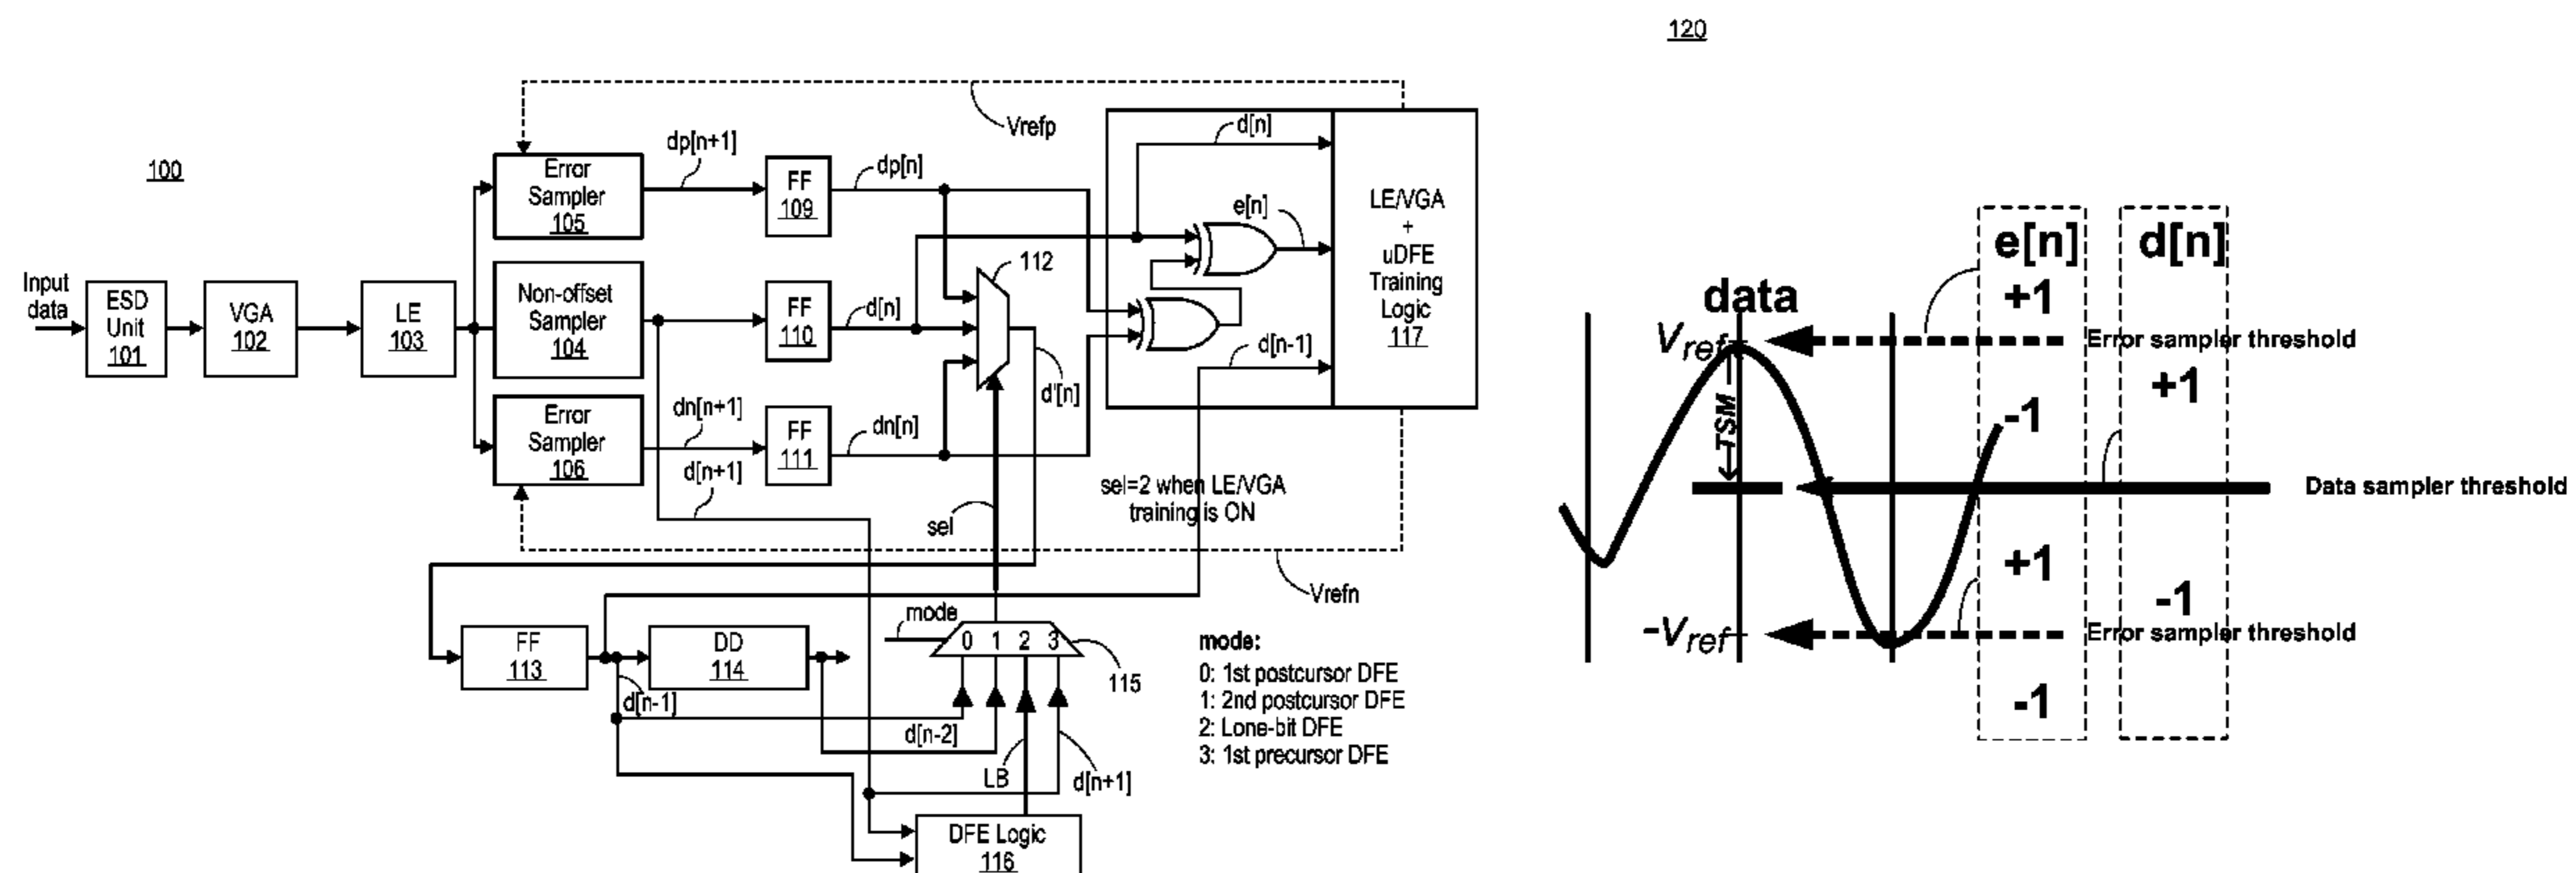 120
100
Input
data
ESD
Unit
101
VGA
102
LE
103
Error
Sampler
105
Non-offset
Sampler
104
Error
Sampler
106
dp[n+1]
dn[n+1]
d[n+1]
FF
109
FF
110
FF
111
dp[n]
d[n]
dn[n]
112
d'[n]
sel
Vrefp
d[n]
e[n]
d[n-1]
LE/VGA
+
uDFE
Training
Logic
117
sel=2 when LE/VGA
training is ON
Vrefn
FF
113
DD
114
d[n-1]
d[n-2]
mode
0 1 2 3
115
LB
d[n+1]
DFE Logic
116
mode:
0: 1st postcursor DFE
1: 2nd postcursor DFE
2: Lone-bit DFE
3: 1st precursor DFE
data
e[n]
d[n]
+1
Vref
Error sampler threshold
+1
-1
TSM
Data sampler threshold
+1
-1
-Vref
Error sampler threshold
-1